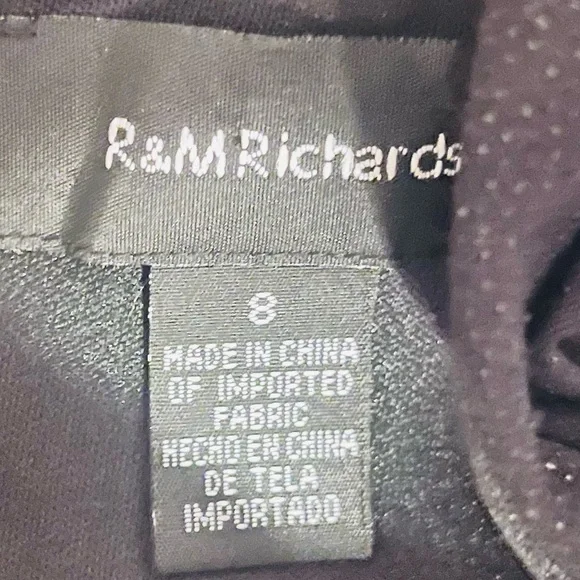 R&M Richards
8
MADE IN CHINA
OF IMPORTED
FABRIC
HECHO EN CHINA
DE TELA
IMPORTADO